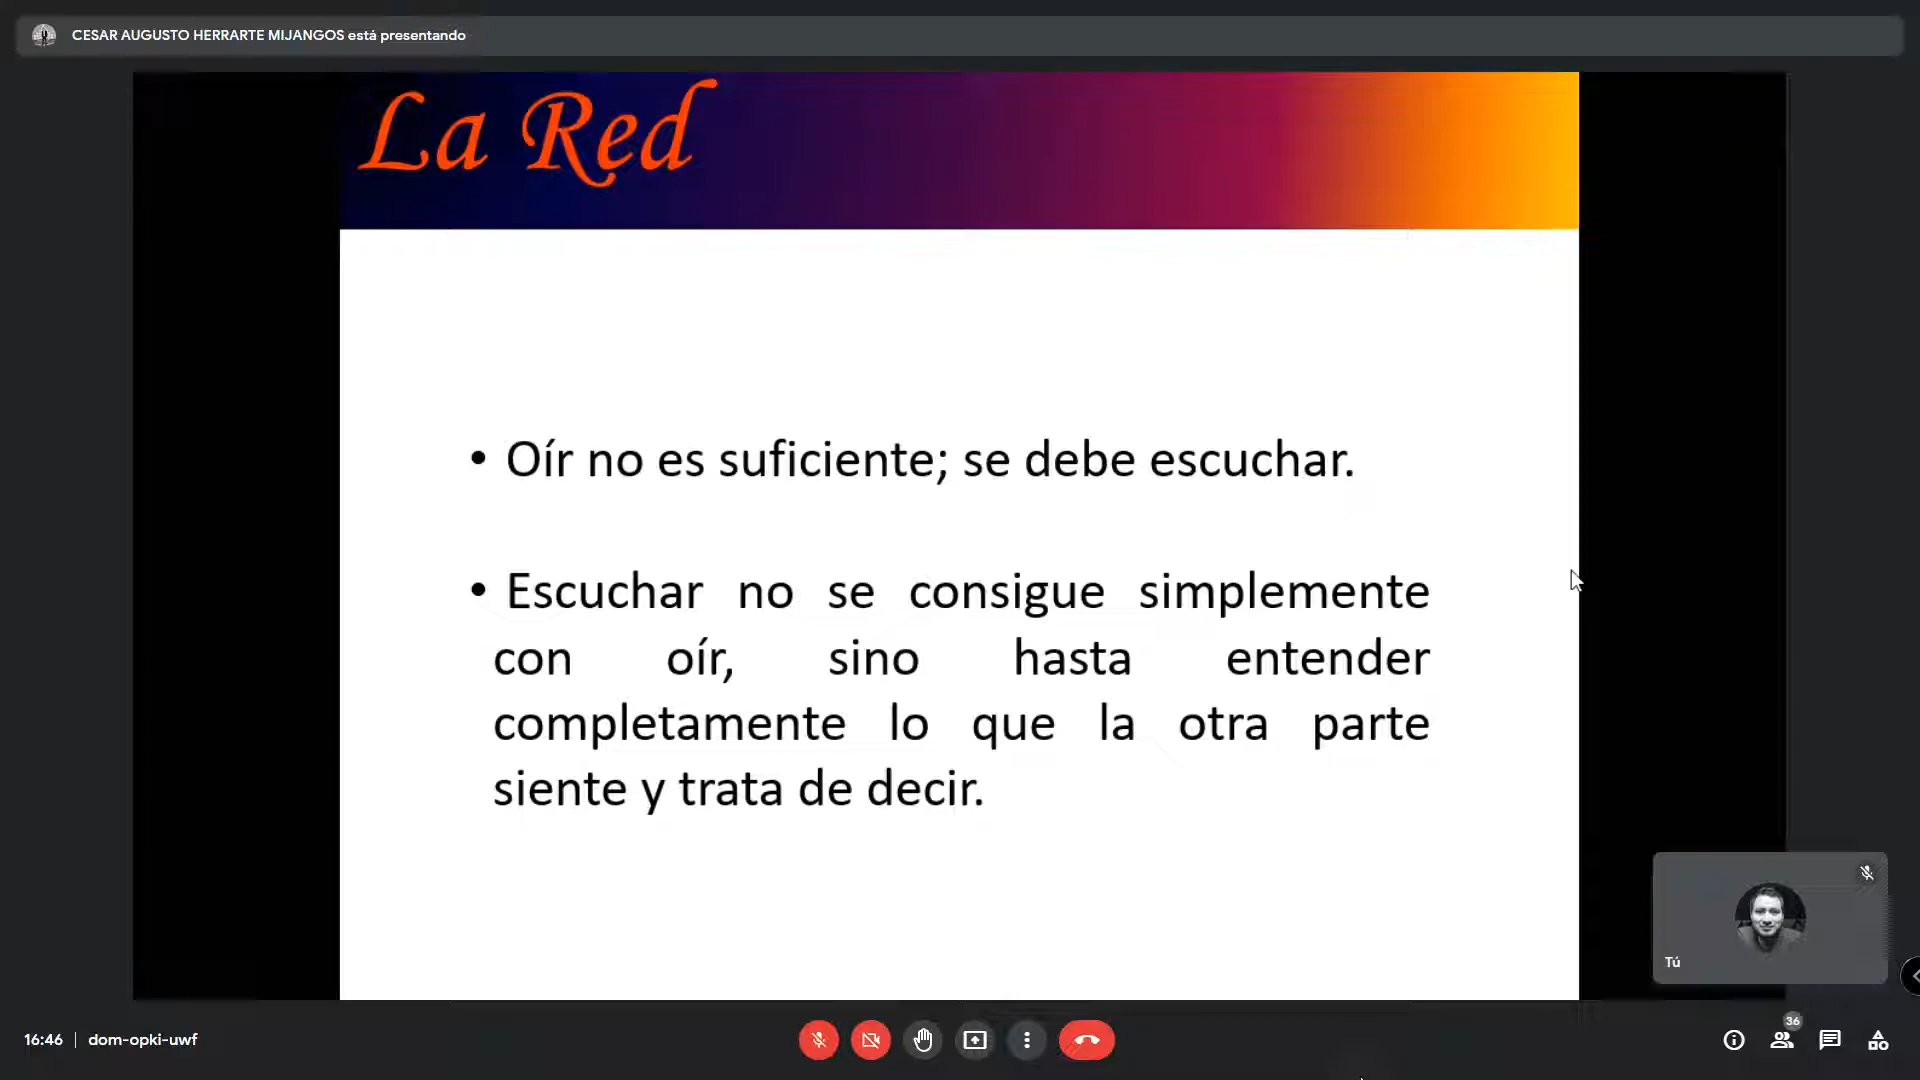 CESAR AUGUSTO HERRARTE MIJANGOS está presentando
La Red
• Oír no es suficiente; se debe escuchar.
• Escuchar no se consigue simplemente
con oír, sino hasta entender
completamente lo que la otra parte
siente y trata de decir.
Tú
16:46 | dom-opki-uwf
36